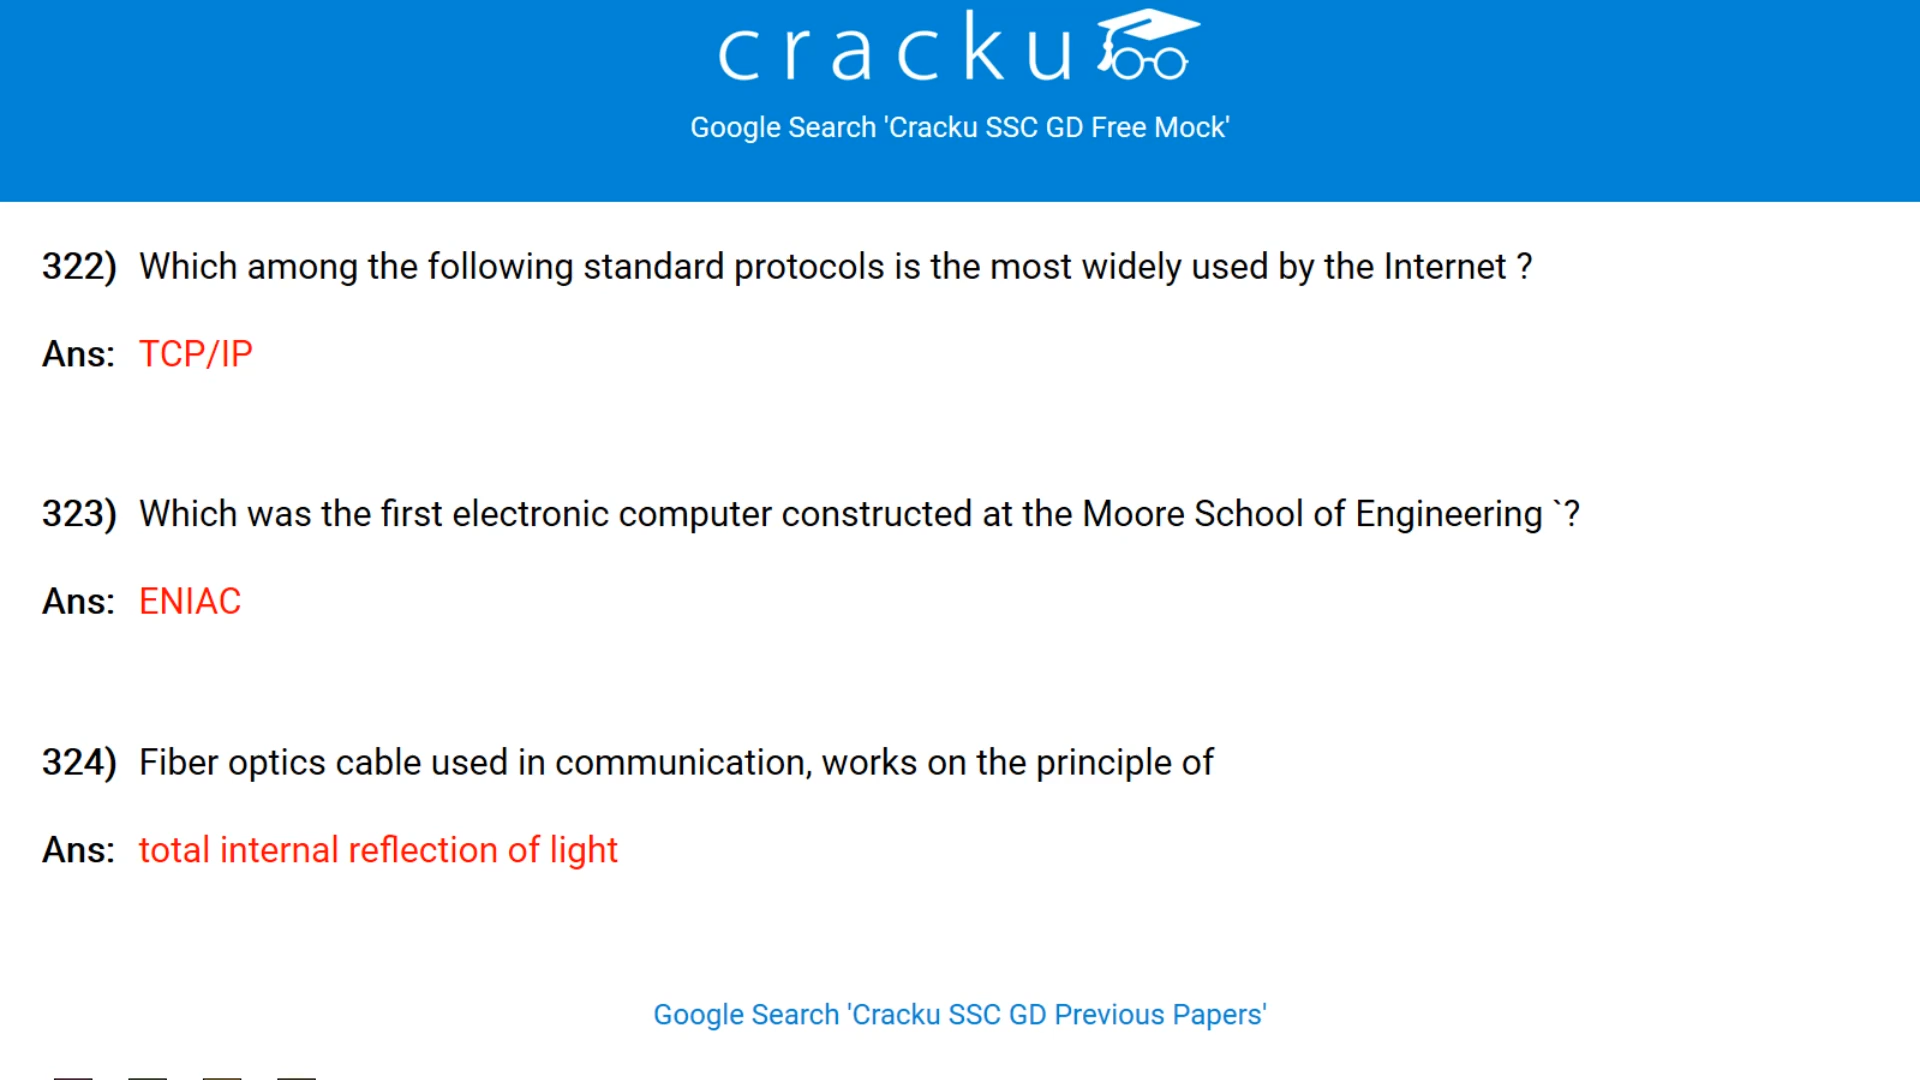 cracku
Google Search 'Cracku SSC GD Free Mock'
322) Which among the following standard protocols is the most widely used by the Internet ?
Ans: TCP/IP
323) Which was the first electronic computer constructed at the Moore School of Engineering `?
Ans: ENIAC
324) Fiber optics cable used in communication, works on the principle of
Ans: total internal reflection of light
Google Search 'Cracku SSC GD Previous Papers'